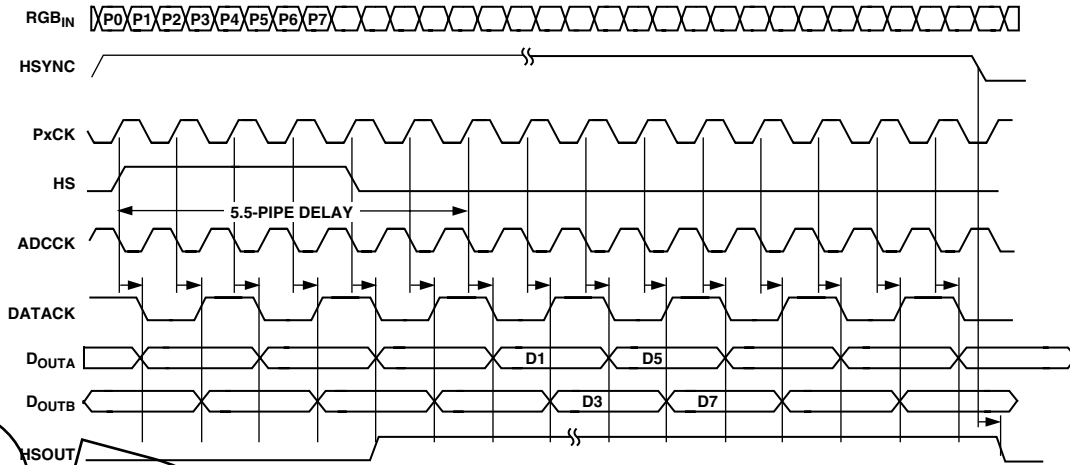 RGBIN P0 P1 P2 P3 P4 P5 P6 P7
HSYNC
PxCK
HS
5.5-PIPE DELAY
ADCCK
DATACK
DOUTA D1 D5
DOUTB D3 D7
HSOUT